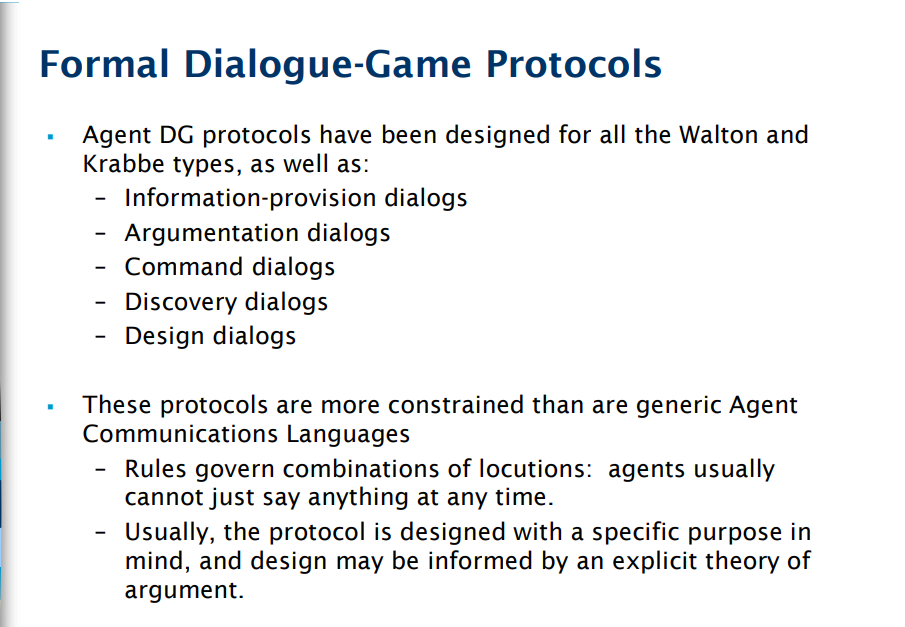 Formal Dialogue-Game Protocols
▪ Agent DG protocols have been designed for all the Walton and
Krabbe types, as well as:
– Information-provision dialogs
– Argumentation dialogs
– Command dialogs
– Discovery dialogs
– Design dialogs
▪ These protocols are more constrained than are generic Agent
Communications Languages
– Rules govern combinations of locutions:  agents usually
cannot just say anything at any time.
– Usually, the protocol is designed with a specific purpose in
mind, and design may be informed by an explicit theory of
argument.